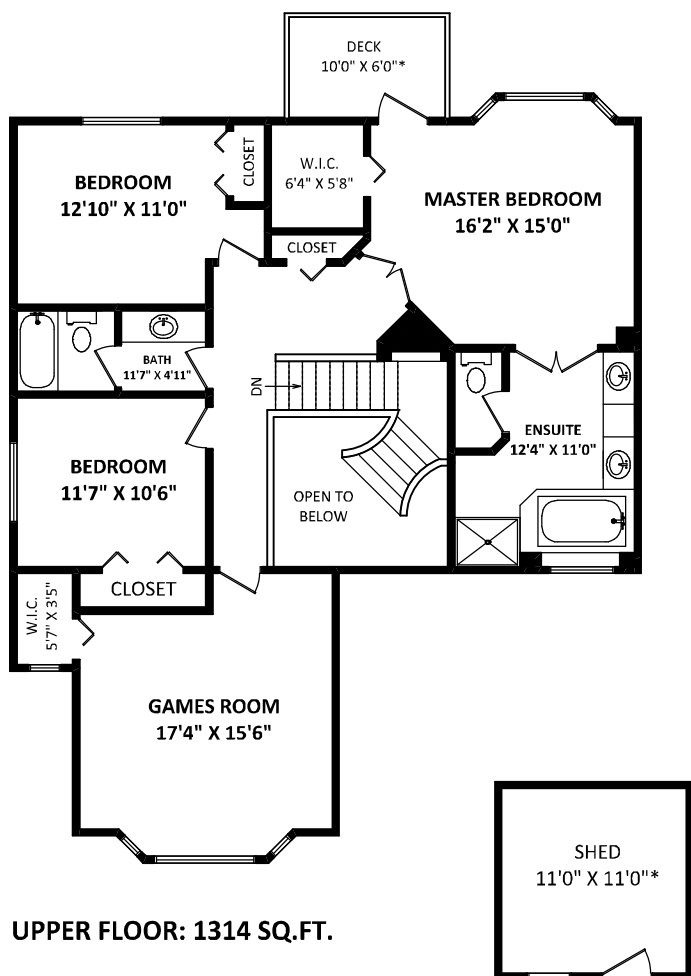 DECK
10'0" X 6'0"*
BEDROOM
12'10" X 11'0"
CLOSET
W.I.C.
6'4" X 5'8"
MASTER BEDROOM
16'2" X 15'0"
CLOSET
BATH
11'7" X 4'11"
DN
BEDROOM
11'7" X 10'6"
OPEN TO
BELOW
ENSUITE
12'4" X 11'0"
CLOSET
W.I.C.
5'7" X 3'5"
GAMES ROOM
17'4" X 15'6"
SHED
11'0" X 11'0"*
UPPER FLOOR: 1314 SQ.FT.